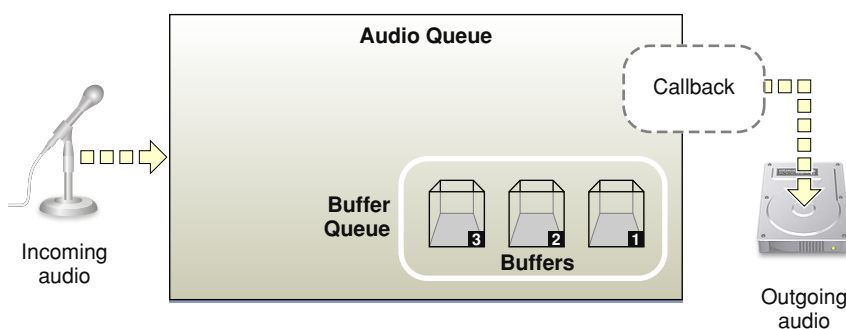 Audio Queue
Callback
Incoming
audio
Buffer
Queue
3
2
1
Buffers
Outgoing
audio